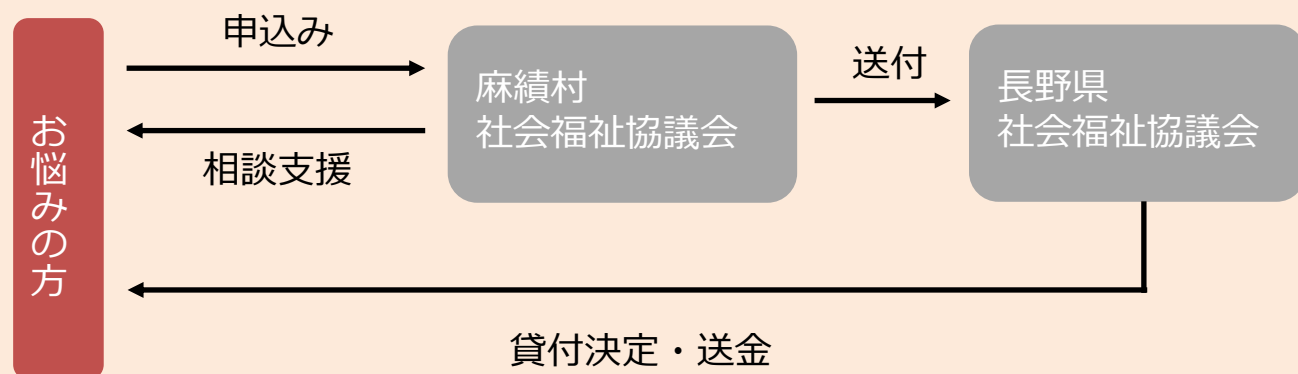 お悩みの方
申込み
相談支援
麻績村
社会福祉協議会
送付
長野県
社会福祉協議会
貸付決定・送金